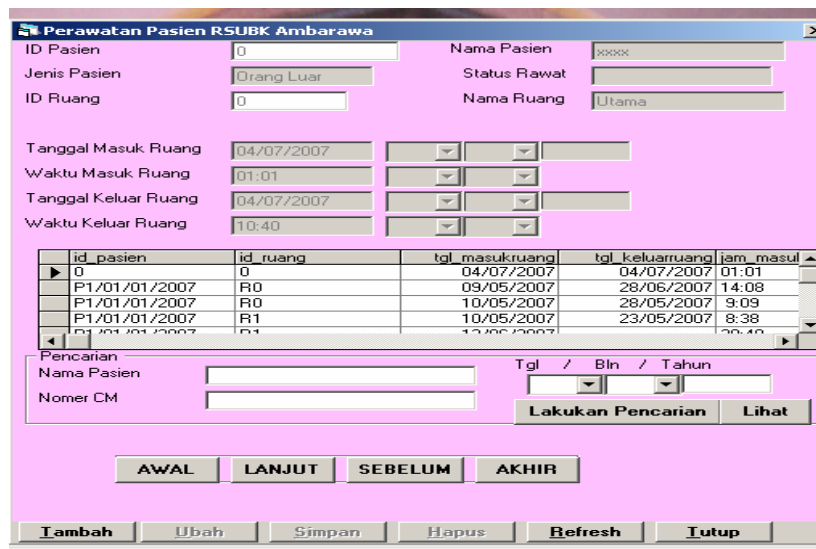 Perawatan Pasien RSUBK Ambarawa
ID Pasien 0 Nama Pasien xxxx
Jenis Pasien Orang Luar Status Rawat
ID Ruang 0 Nama Ruang Utama
Tanggal Masuk Ruang 04/07/2007
Waktu Masuk Ruang 01:01
Tanggal Keluar Ruang 04/07/2007
Waktu Keluar Ruang 10:40
id_pasien id_ruang tgl_masukruang tgl_keluarruang jam_masul
0 0 04/07/2007 04/07/2007 01:01
P1/01/01/2007 R0 09/05/2007 28/06/2007 14:08
P1/01/01/2007 R0 10/05/2007 28/05/2007 9:09
P1/01/01/2007 R1 10/05/2007 23/05/2007 8:38
P1/01/01/2007 R1
Pencarian
Nama Pasien Tgl / Bln / Tahun
Nomer CM
Lakukan Pencarian Lihat
AWAL LANJUT SEBELUM AKHIR
Tambah Ubah Simpan Hapus Refresh Tutup